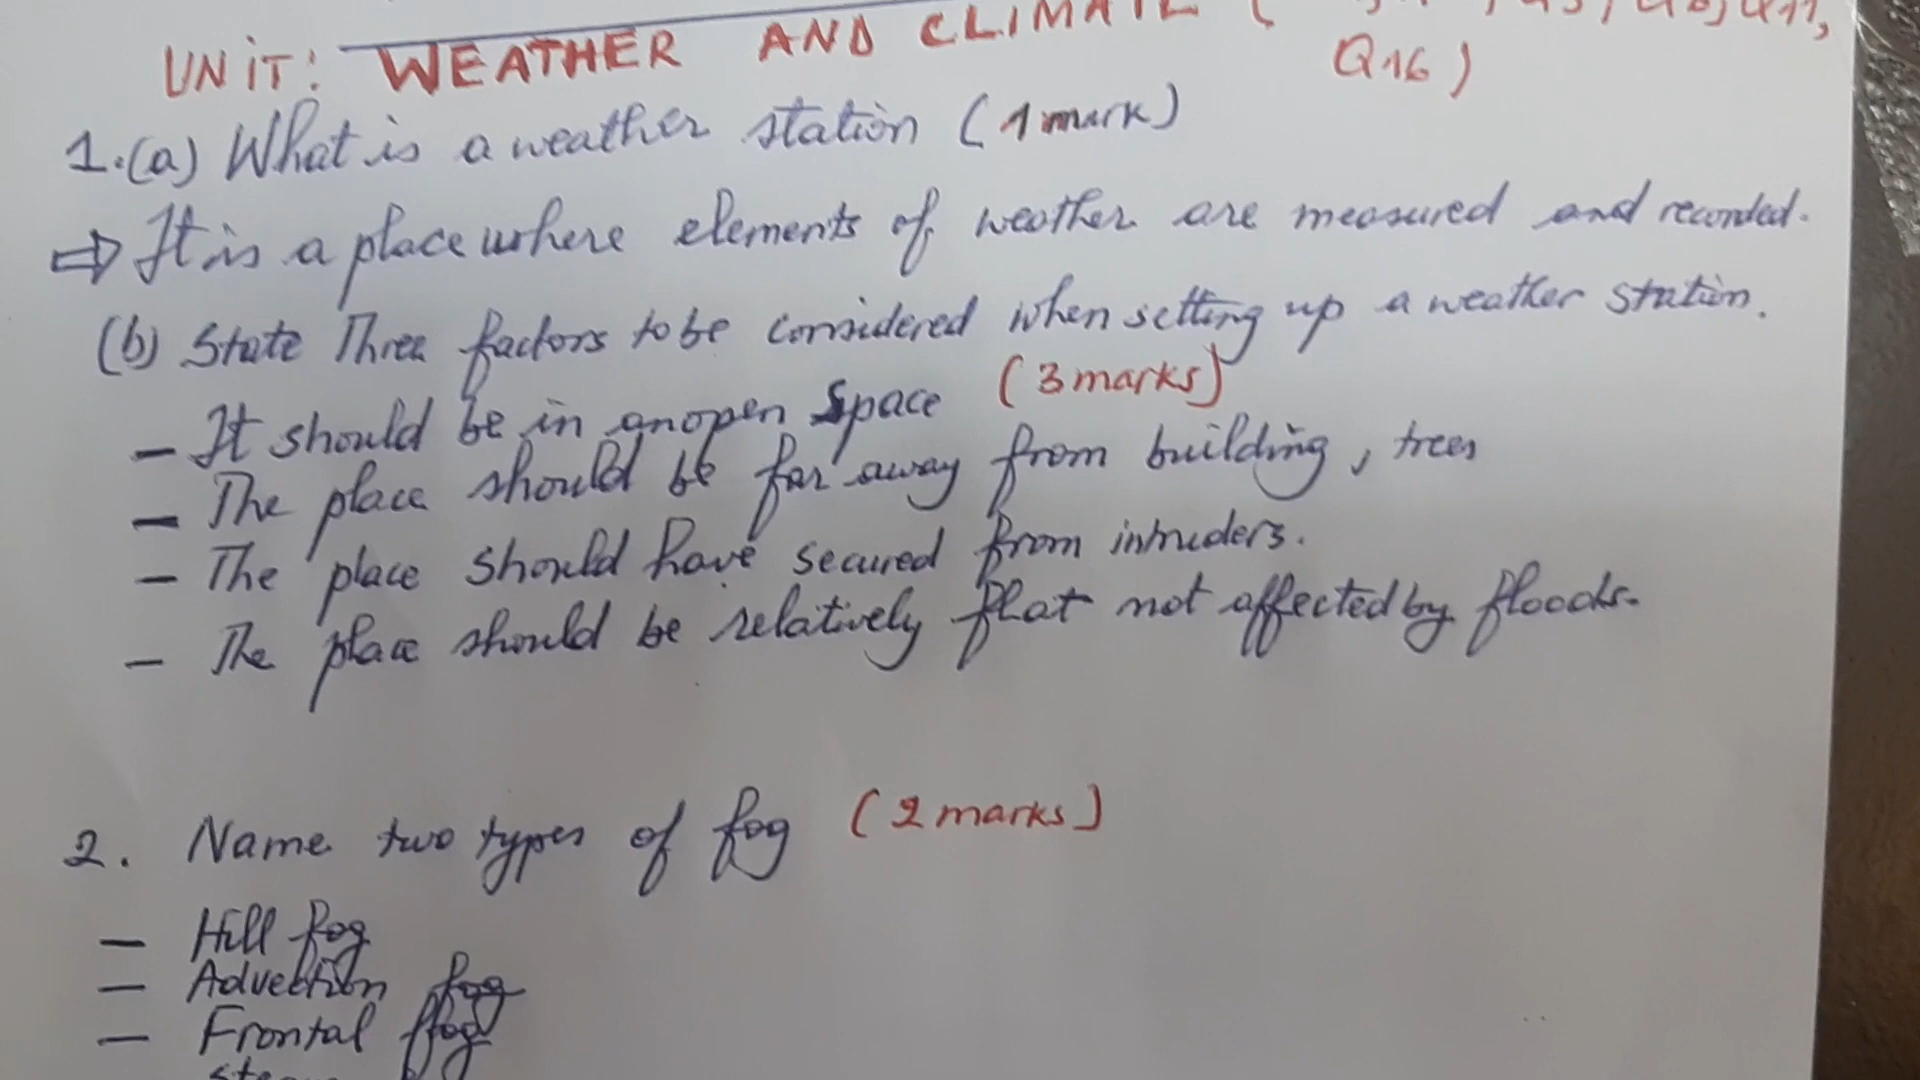 UNIT: WEATHER AND CLIMATE (
Q11,
Q16)
1.(a) What is a weather station (1 mark)
⇒ It is a place where elements of weather are measured and recorded.
(b) State Three factors to be considered when setting up a weather station.
(3 marks)
- It should be in an open space
- The place should be far away from building, trees
- The place should have secured from intruders.
- The place should be relatively flat not affected by floods.
2. Name two types of fog (2 marks)
- Hill fog
- Advection fog
- Frontal fog